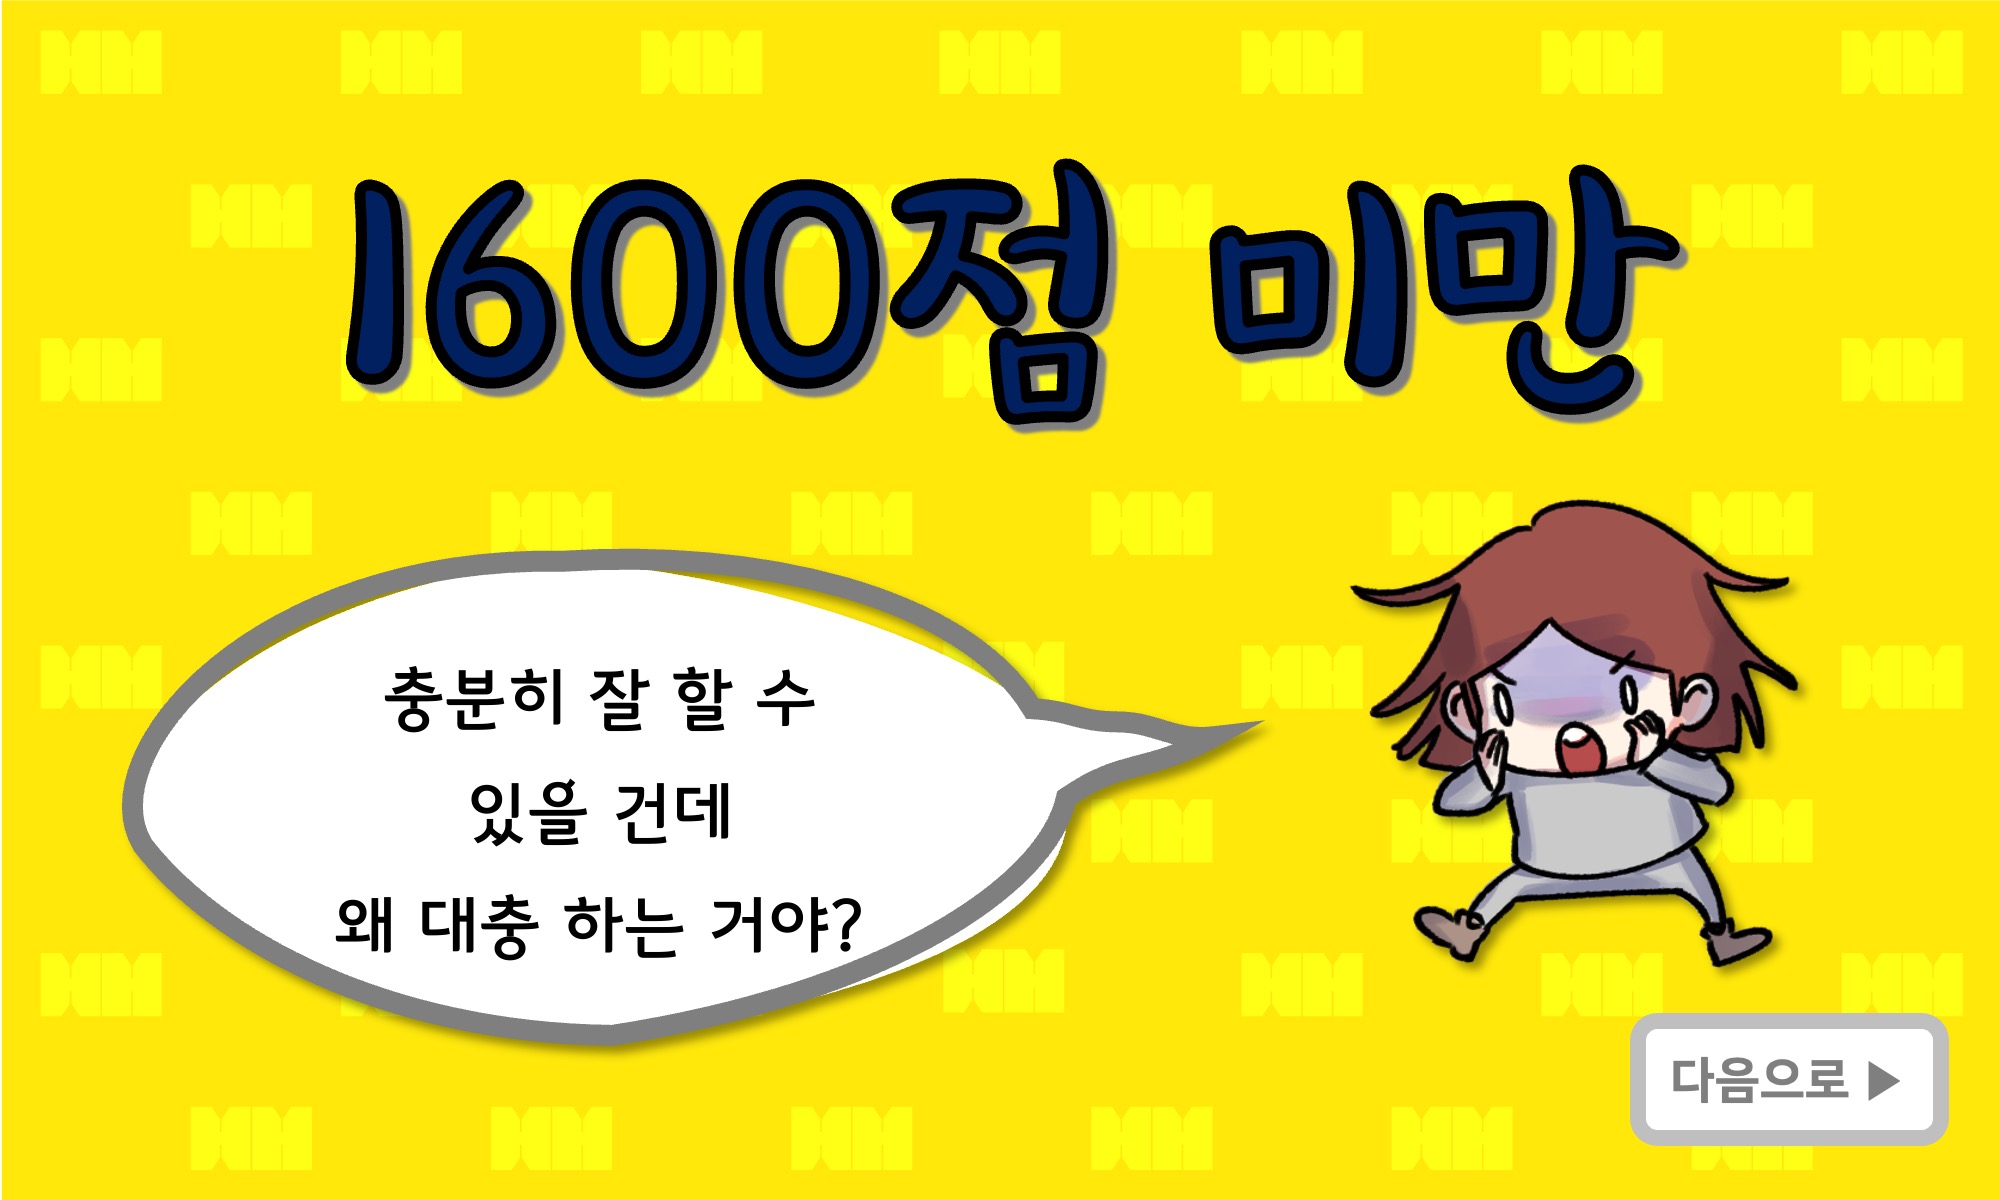 1600점 미만
충분히 잘 할 수
있을 건데
왜 대충 하는 거야?
다음으로 ▶